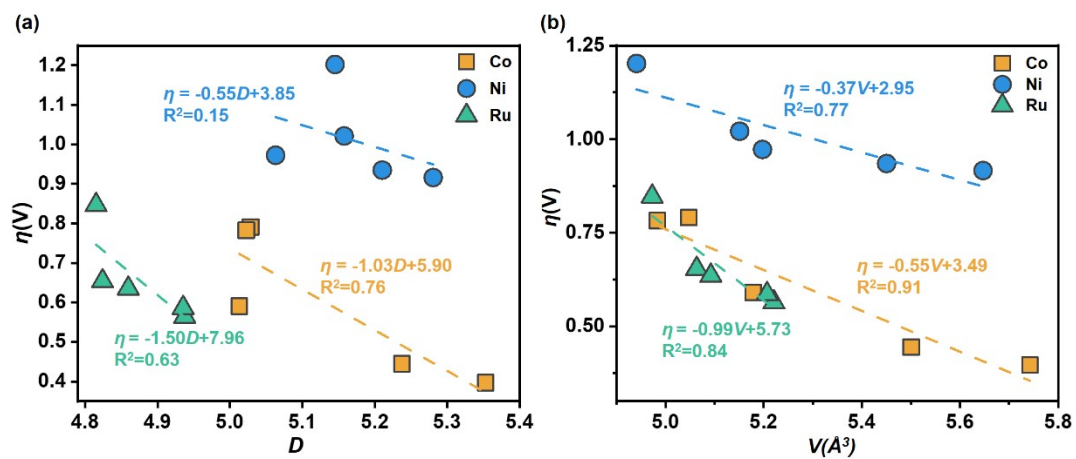 (a)
1.2
1.1
1.0
0.9
0.8
0.7
0.6
0.5
0.4
η(V)
4.8 4.9 5.0 5.1 5.2 5.3 5.4
D
Co
Ni
Ru
η = -0.55D+3.85
R²=0.15
η = -1.03D+5.90
R²=0.76
η = -1.50D+7.96
R²=0.63
(b)
1.25
1.00
0.75
0.50
η(V)
5.0 5.2 5.4 5.6 5.8
V(Å³)
Co
Ni
Ru
η = -0.37V+2.95
R²=0.77
η = -0.55V+3.49
R²=0.91
η = -0.99V+5.73
R²=0.84